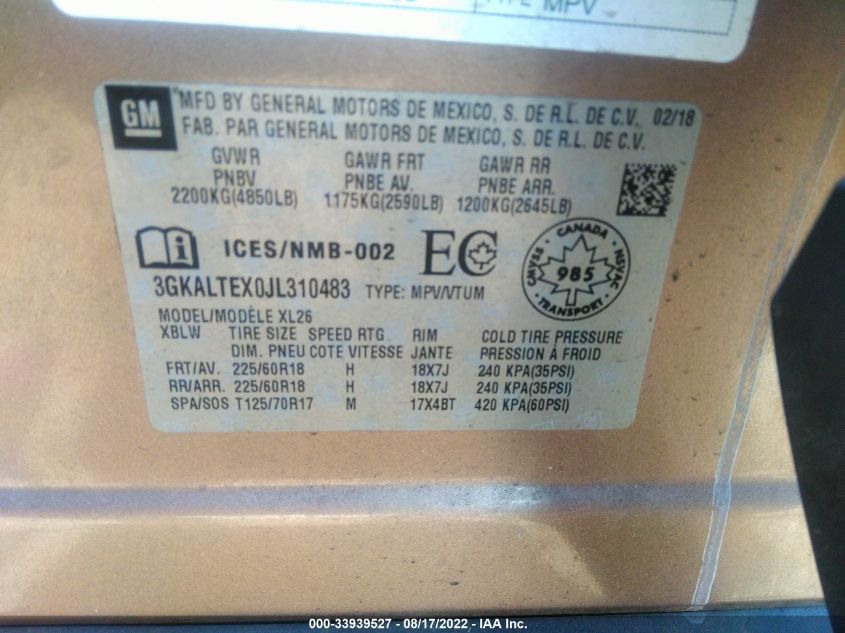 TYPE MPV
GM
MFD BY GENERAL MOTORS DE MEXICO, S. DE R.L. DE C.V. 02/18
FAB. PAR GENERAL MOTORS DE MEXICO, S. DE R.L. DE C.V.
GVWR GAWR FRT GAWR RR
PNBV PNBE AV. PNBE ARR.
2200KG(4850LB) 1175KG(2590LB) 1200KG(2645LB)
i ICES/NMB-002 EC
CANADA
CMVSS NSVAC
985
TRANSPORT
3GKALTEX0JL310483 TYPE: MPV/VTUM
MODEL/MODÈLE XL26
XBLW TIRE SIZE SPEED RTG. RIM COLD TIRE PRESSURE
DIM. PNEU COTE VITESSE JANTE PRESSION À FROID
FRT/AV. 225/60R18 H 18X7J 240 KPA(35PSI)
RR/ARR. 225/60R18 H 18X7J 240 KPA(35PSI)
SPA/SOS T125/70R17 M 17X4BT 420 KPA(60PSI)
000-33939527 - 08/17/2022 - IAA Inc.